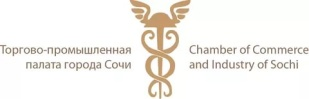 Торгово-промышленная
палата города Сочи
Chamber of Commerce
and Industry of Sochi